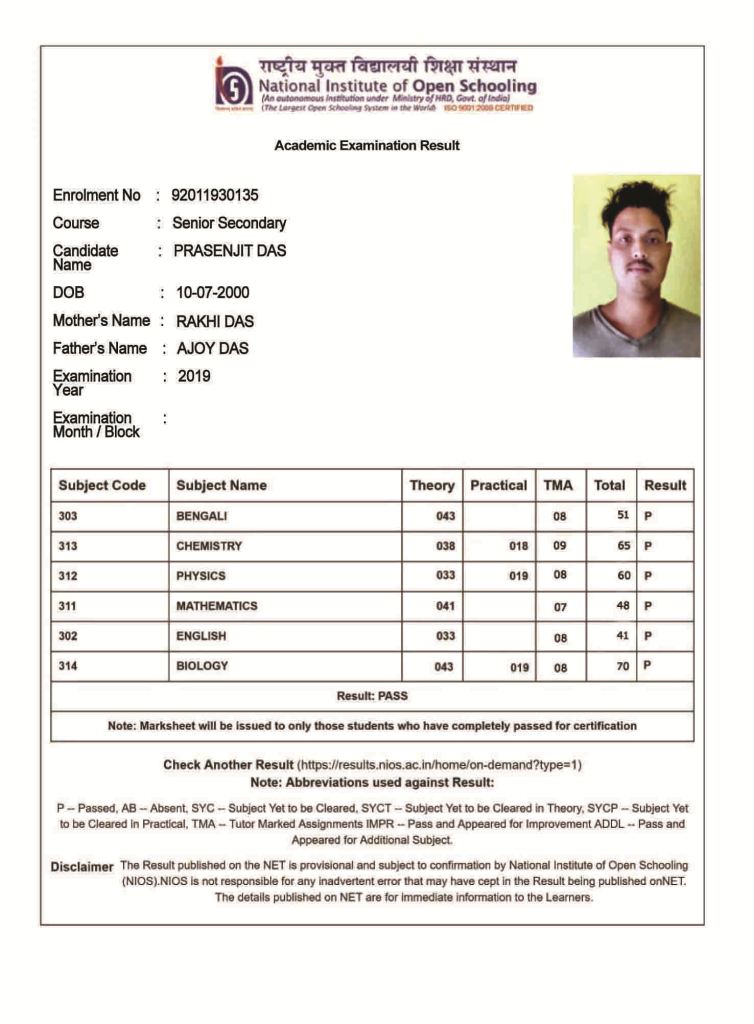 राष्ट्रीय मुक्त विद्यालयी शिक्षा संस्थान
National Institute of Open Schooling
(An autonomous institution under Ministry of HRD, Govt. of India)
(The Largest Open Schooling System in the World) ISO 9001:2008 CERTIFIED
Academic Examination Result
Enrolment No : 92011930135
Course : Senior Secondary
Candidate Name : PRASENJIT DAS
DOB : 10-07-2000
Mother's Name : RAKHI DAS
Father's Name : AJOY DAS
Examination Year : 2019
Examination Month / Block :
Subject Code Subject Name Theory Practical TMA Total Result
303 BENGALI 043 08 51 P
313 CHEMISTRY 038 018 09 65 P
312 PHYSICS 033 019 08 60 P
311 MATHEMATICS 041 07 48 P
302 ENGLISH 033 08 41 P
314 BIOLOGY 043 019 08 70 P
Result: PASS
Note: Marksheet will be issued to only those students who have completely passed for certification
Check Another Result (https://results.nios.ac.in/home/on-demand?type=1)
Note: Abbreviations used against Result:
P -- Passed, AB -- Absent, SYC -- Subject Yet to be Cleared, SYCT -- Subject Yet to be Cleared in Theory, SYCP -- Subject Yet
to be Cleared in Practical, TMA -- Tutor Marked Assignments IMPR -- Pass and Appeared for Improvement ADDL -- Pass and
Appeared for Additional Subject.
Disclaimer The Result published on the NET is provisional and subject to confirmation by National Institute of Open Schooling
(NIOS).NIOS is not responsible for any inadvertent error that may have cept in the Result being published onNET.
The details published on NET are for immediate information to the Learners.